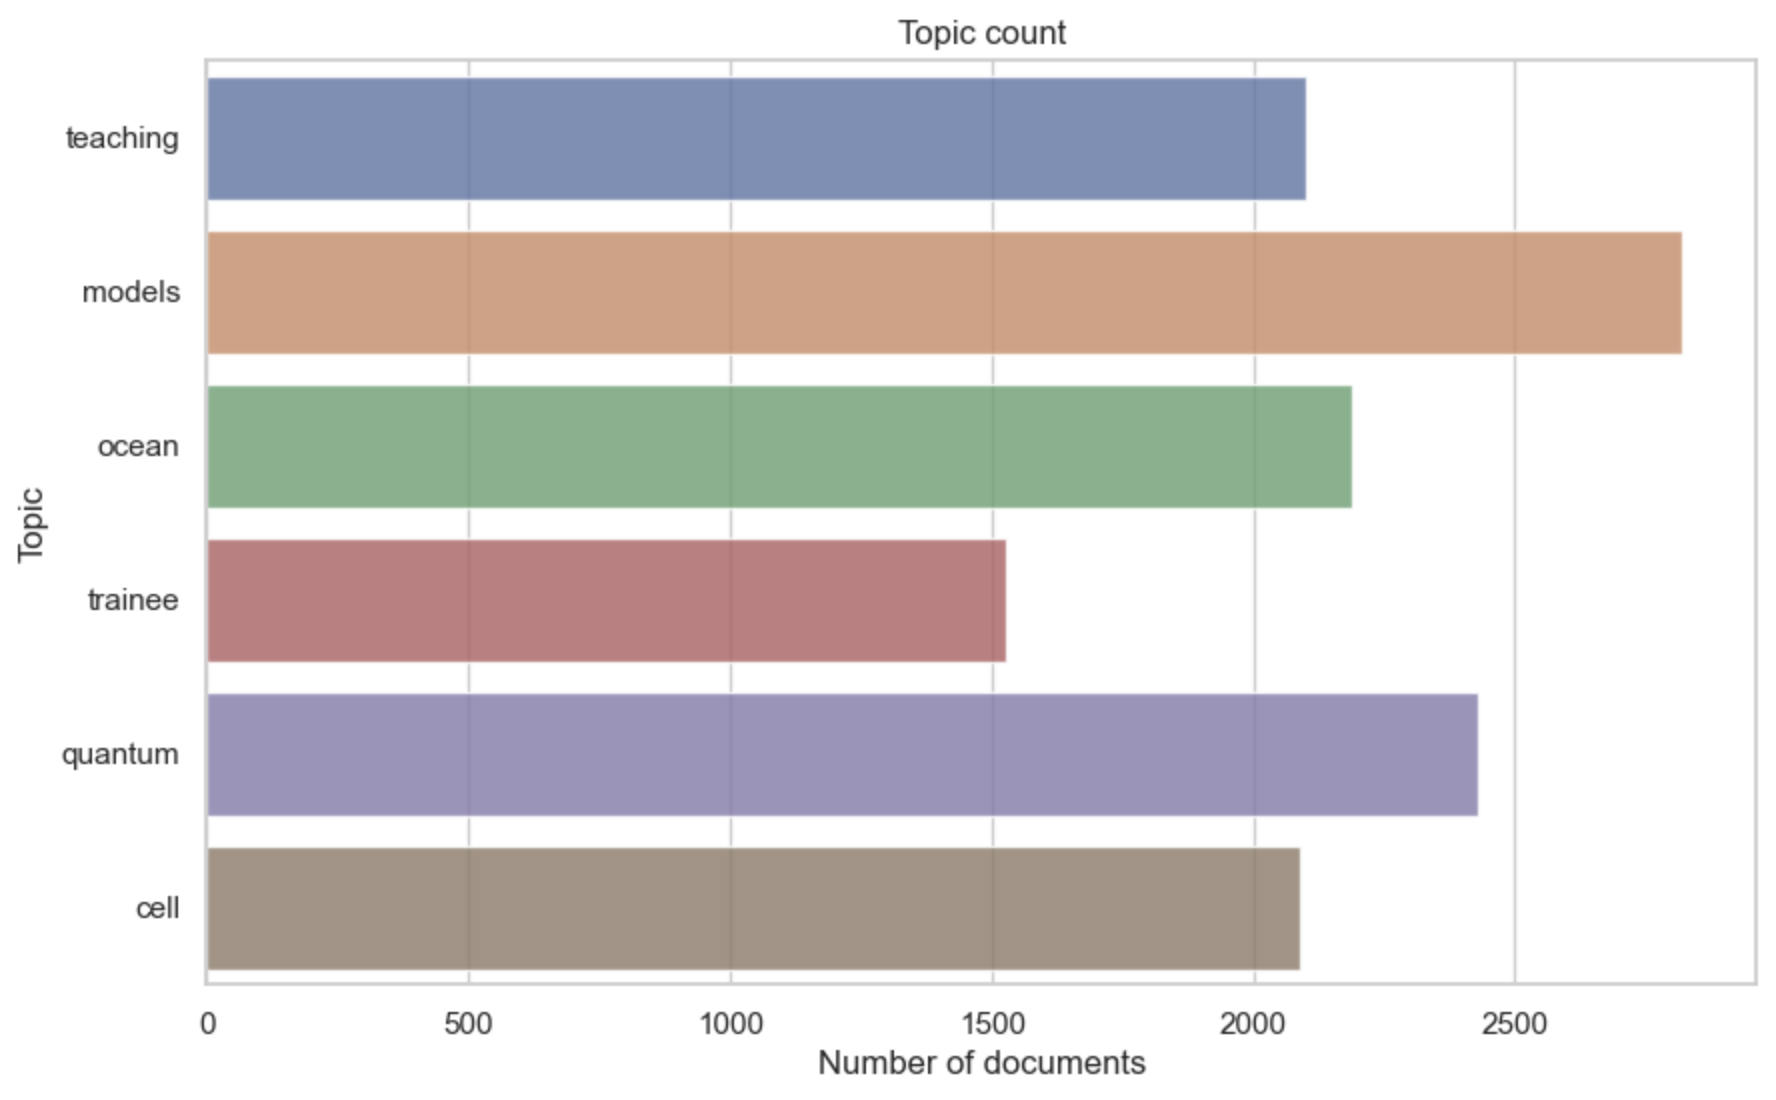 Topic count
Topic
teaching
models
ocean
trainee
quantum
cell
0 500 1000 1500 2000 2500
Number of documents